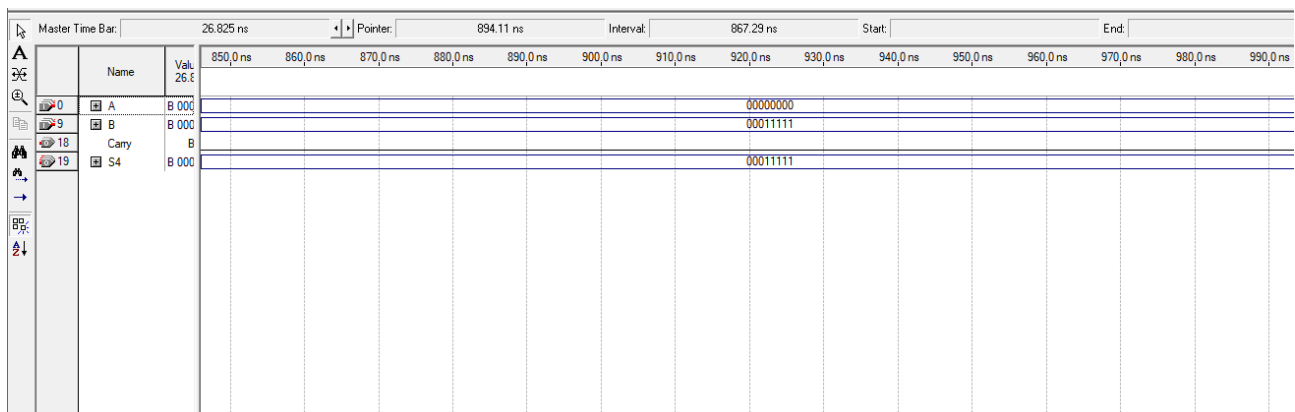 Master Time Bar: 26.825 ns Pointer: 894.11 ns Interval: 867.29 ns Start: End:
Name Valu 26.8 850.0 ns 860.0 ns 870.0 ns 880.0 ns 890.0 ns 900.0 ns 910.0 ns 920.0 ns 930.0 ns 940.0 ns 950.0 ns 960.0 ns 970.0 ns 980.0 ns 990.0 ns
0 A B 000 00000000
9 B B 000 00011111
18 Carry B
19 S4 B 000 00011111